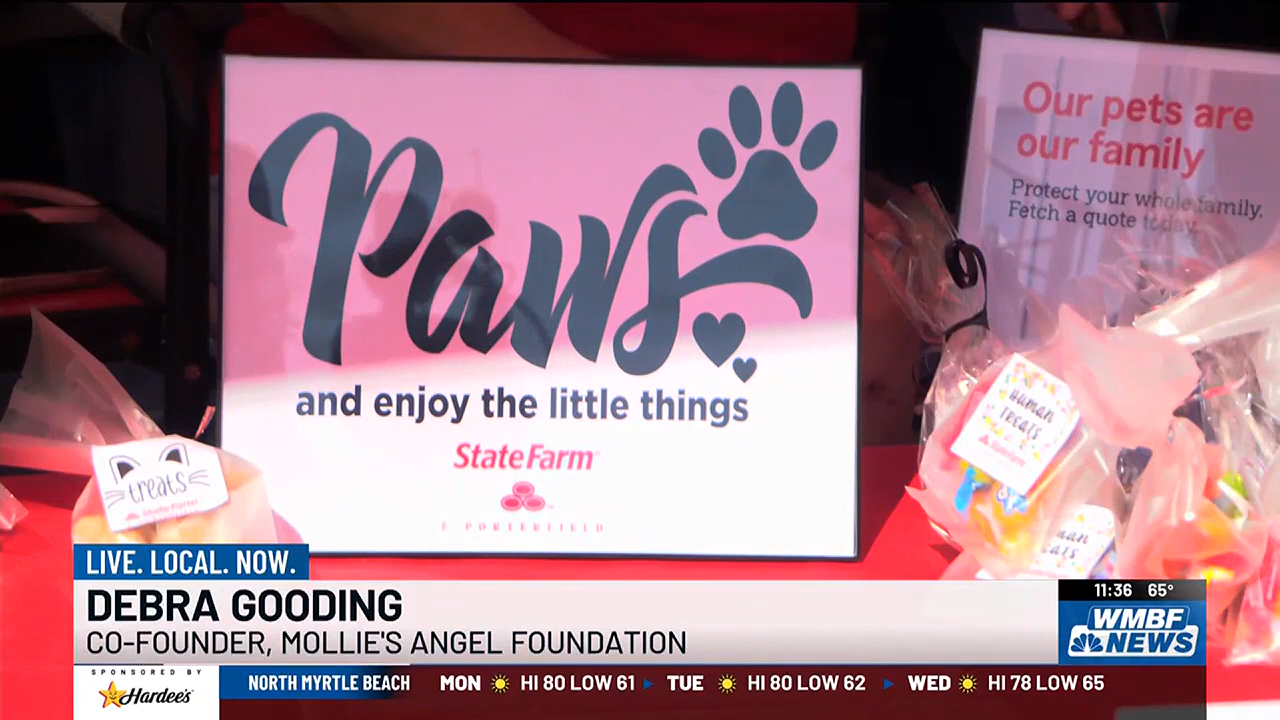 Paws
and enjoy the little things
StateFarm
E PORTERFIELD
Our pets are
our family
Protect your whole family.
Fetch a quote today.
treats
StateFarm
Human
Treats
LIVE. LOCAL. NOW.
DEBRA GOODING
CO-FOUNDER, MOLLIE'S ANGEL FOUNDATION
11:36 65°
WMBF
NEWS
SPONSORED BY
Hardee's
NORTH MYRTLE BEACH MON HI 80 LOW 61 TUE HI 80 LOW 62 WED HI 78 LOW 65